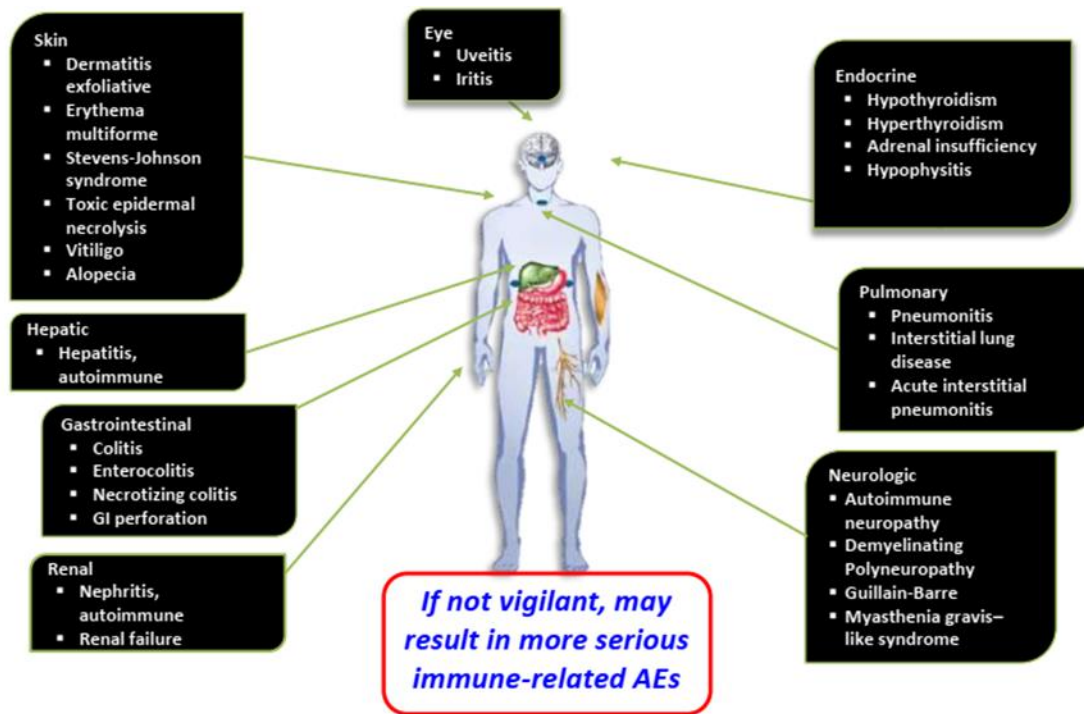 Skin
▪ Dermatitis
exfoliative
▪ Erythema
multiforme
▪ Stevens-Johnson
syndrome
▪ Toxic epidermal
necrolysis
▪ Vitiligo
▪ Alopecia
Eye
▪ Uveitis
▪ Iritis
Endocrine
▪ Hypothyroidism
▪ Hyperthyroidism
▪ Adrenal insufficiency
▪ Hypophysitis
Hepatic
▪ Hepatitis,
autoimmune
Pulmonary
▪ Pneumonitis
▪ Interstitial lung
disease
▪ Acute interstitial
pneumonitis
Gastrointestinal
▪ Colitis
▪ Enterocolitis
▪ Necrotizing colitis
▪ GI perforation
Neurologic
▪ Autoimmune
neuropathy
▪ Demyelinating
Polyneuropathy
▪ Guillain-Barre
▪ Myasthenia gravis–
like syndrome
Renal
▪ Nephritis,
autoimmune
▪ Renal failure
If not vigilant, may
result in more serious
immune-related AEs